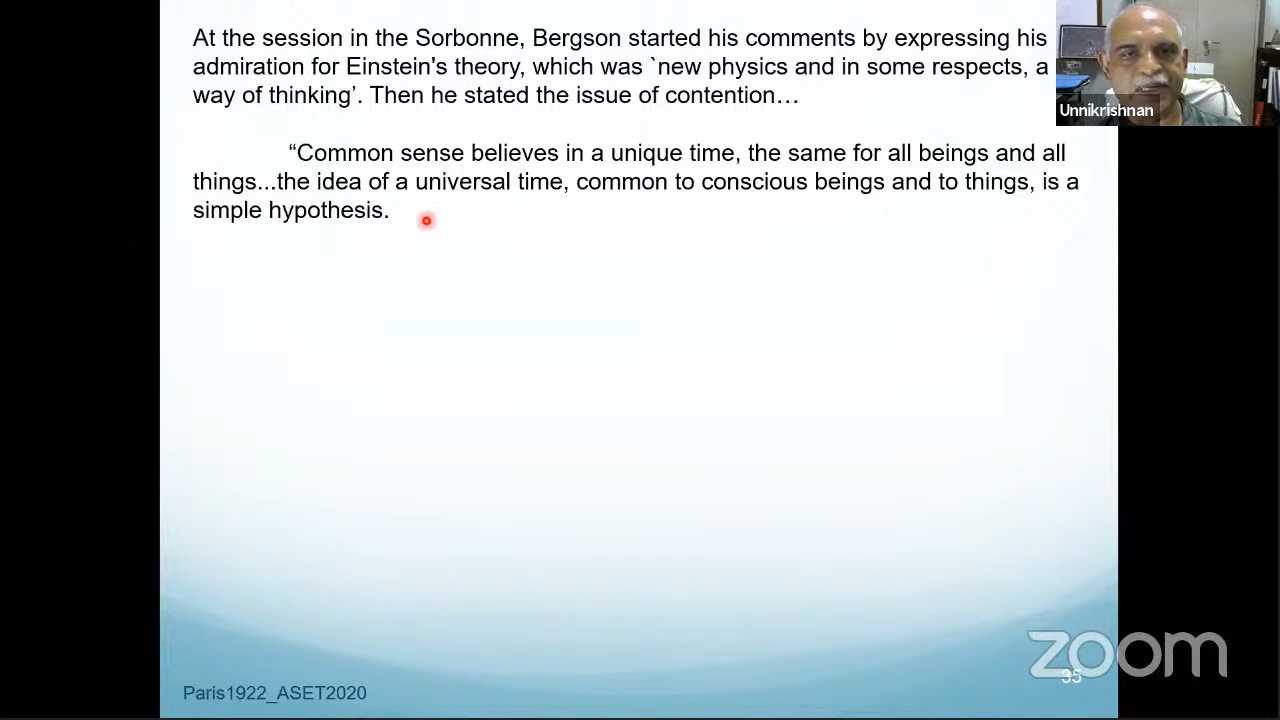 At the session in the Sorbonne, Bergson started his comments by expressing his
admiration for Einstein's theory, which was `new physics and in some respects, a
way of thinking’. Then he stated the issue of contention…
“Common sense believes in a unique time, the same for all beings and all
things...the idea of a universal time, common to conscious beings and to things, is a
simple hypothesis.
Unnikrishnan
zoom
35
Paris1922_ASET2020